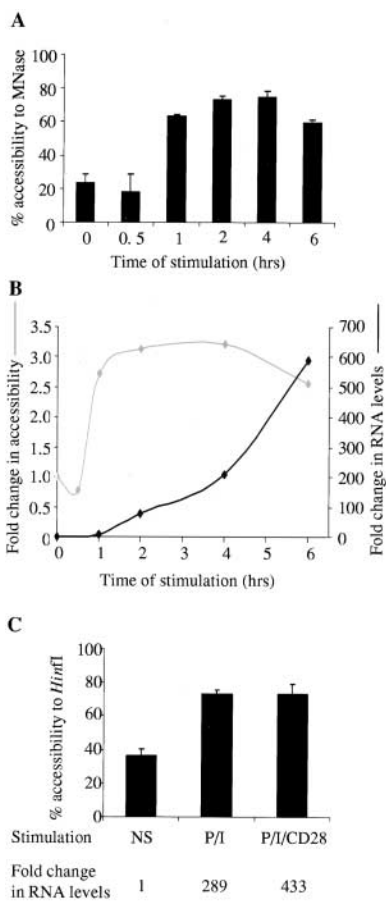 A
% accessibility to MNase
100
80
60
40
20
0
0 0. 5 1 2 4 6
Time of stimulation (hrs)
B
Fold change in accessibility
3.5
3.0
2.5
2.0
1.5
1.0
0.5
0
Fold change in RNA levels
700
600
500
400
300
200
100
0
0 1 2 3 4 5 6
Time of stimulation (hrs)
C
% accessibility to HinfI
100
80
60
40
20
0
Stimulation NS P/I P/I/CD28
Fold change
in RNA levels 1 289 433